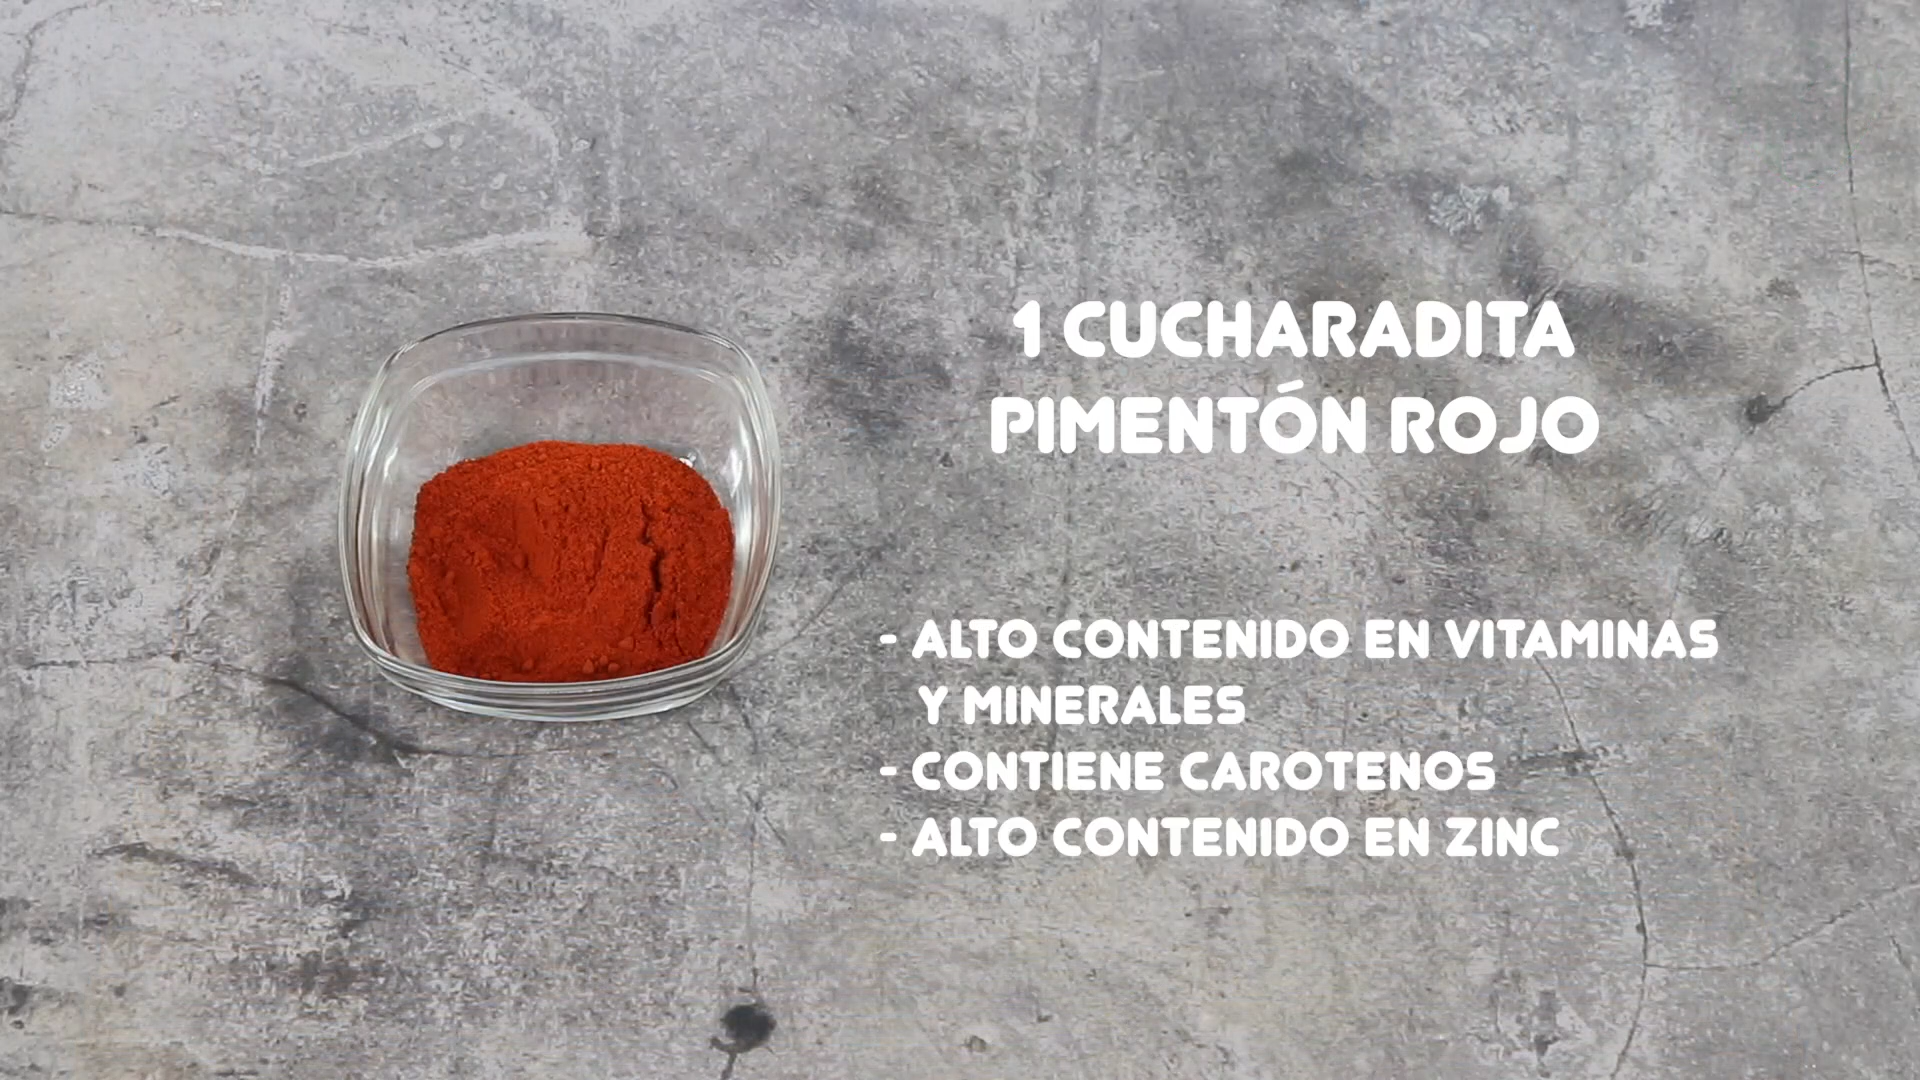 1 CUCHARADITA
PIMENTÓN ROJO
- ALTO CONTENIDO EN VITAMINAS
Y MINERALES
- CONTIENE CAROTENOS
- ALTO CONTENIDO EN ZINC